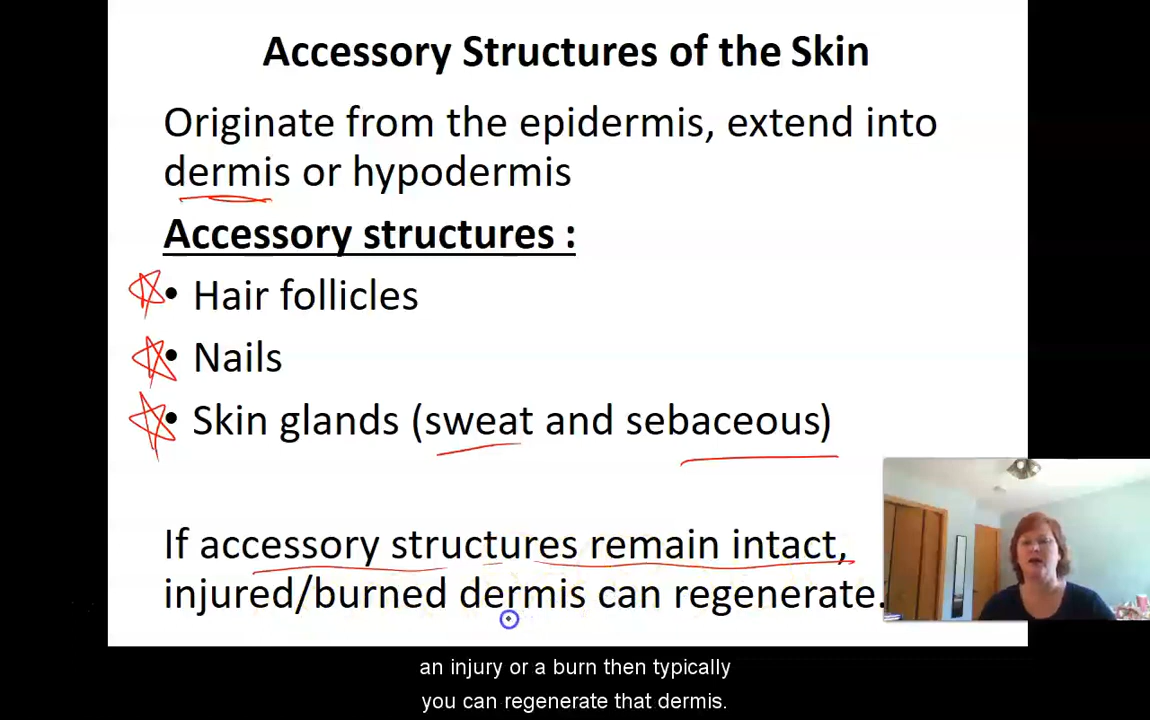 Accessory Structures of the Skin
Originate from the epidermis, extend into
dermis or hypodermis
Accessory structures :
• Hair follicles
• Nails
• Skin glands (sweat and sebaceous)
If accessory structures remain intact,
injured/burned dermis can regenerate.
an injury or a burn then typically
you can regenerate that dermis.